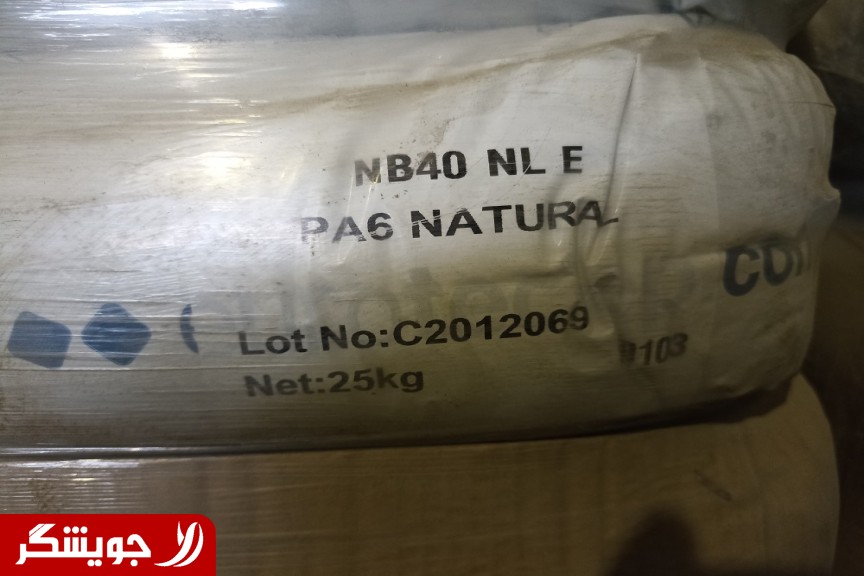 NB40 NL E
PA6 NATURAL
Lot No:C2012069
Net:25kg
جویشگر